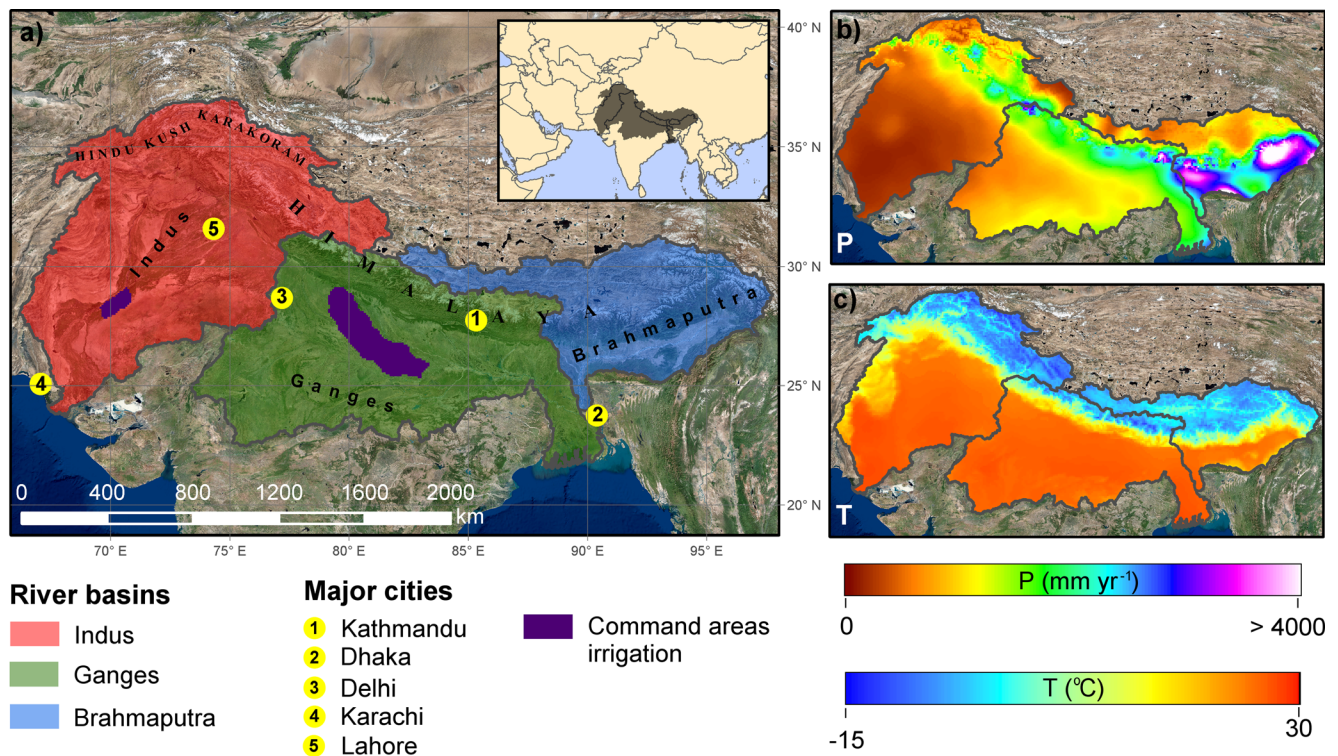 a)
HINDU KUSH KARAKORAM
HIMALAYA
Indus
Ganges
Brahmaputra
5
3
1
4
2
0 400 800 1200 1600 2000
km
70° E 75° E 80° E 85° E 90° E 95° E
40° N
35° N
30° N
25° N
20° N
b)
P
c)
T
River basins
Indus
Ganges
Brahmaputra
Major cities
1 Kathmandu
2 Dhaka
3 Delhi
4 Karachi
5 Lahore
Command areas
irrigation
P (mm yr⁻¹)
0 > 4000
T (°C)
-15 30